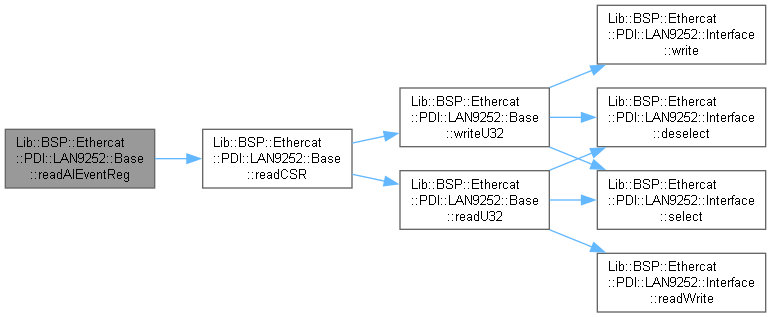 Lib::BSP::Ethercat
::PDI::LAN9252::Base
::readAlEventReg
Lib::BSP::Ethercat
::PDI::LAN9252::Base
::readCSR
Lib::BSP::Ethercat
::PDI::LAN9252::Base
::writeU32
Lib::BSP::Ethercat
::PDI::LAN9252::Base
::readU32
Lib::BSP::Ethercat
::PDI::LAN9252::Interface
::write
Lib::BSP::Ethercat
::PDI::LAN9252::Interface
::deselect
Lib::BSP::Ethercat
::PDI::LAN9252::Interface
::select
Lib::BSP::Ethercat
::PDI::LAN9252::Interface
::readWrite